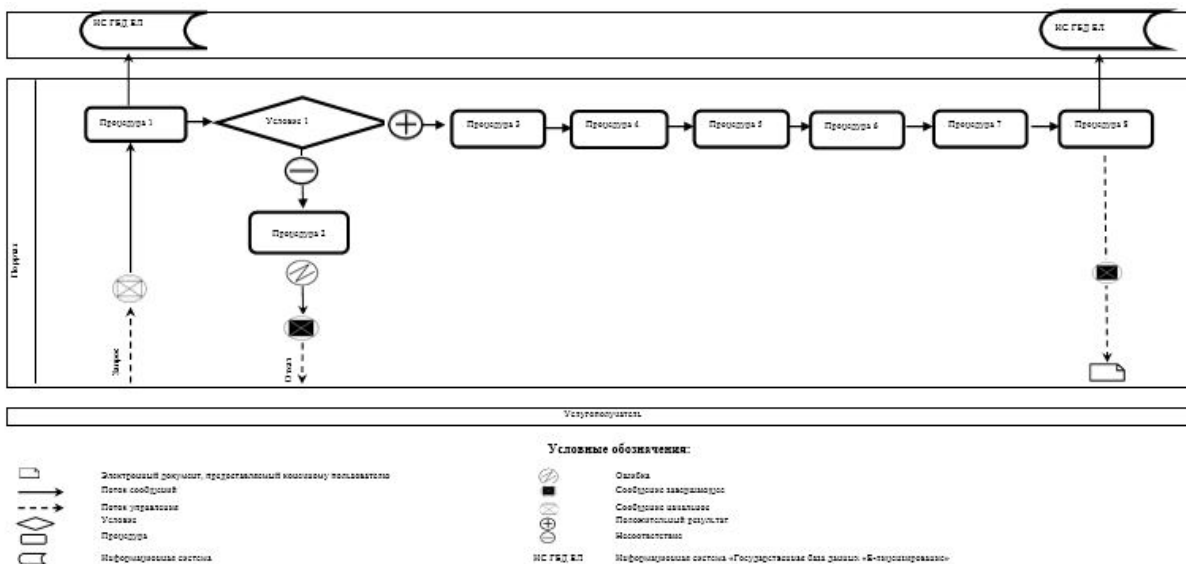 ИС ГБД ЕЛ
ИС ГБД ЕЛ
Процедура 1
Условие 1
Процедура 3
Процедура 4
Процедура 5
Процедура 6
Процедура 7
Процедура 8
Процедура 2
Портал
Запрос
Отказ
Услугополучатель
Условные обозначения:
Электронный документ, предоставляемый конечному пользователю
Поток сообщений
Поток управления
Условие
Процедура
Информационная система
Ошибка
Сообщение завершающее
Сообщение начальное
Положительный результат
Несоответствие
ИС ГБД ЕЛ
Информационная система «Государственная база данных «Е-лицензирование»